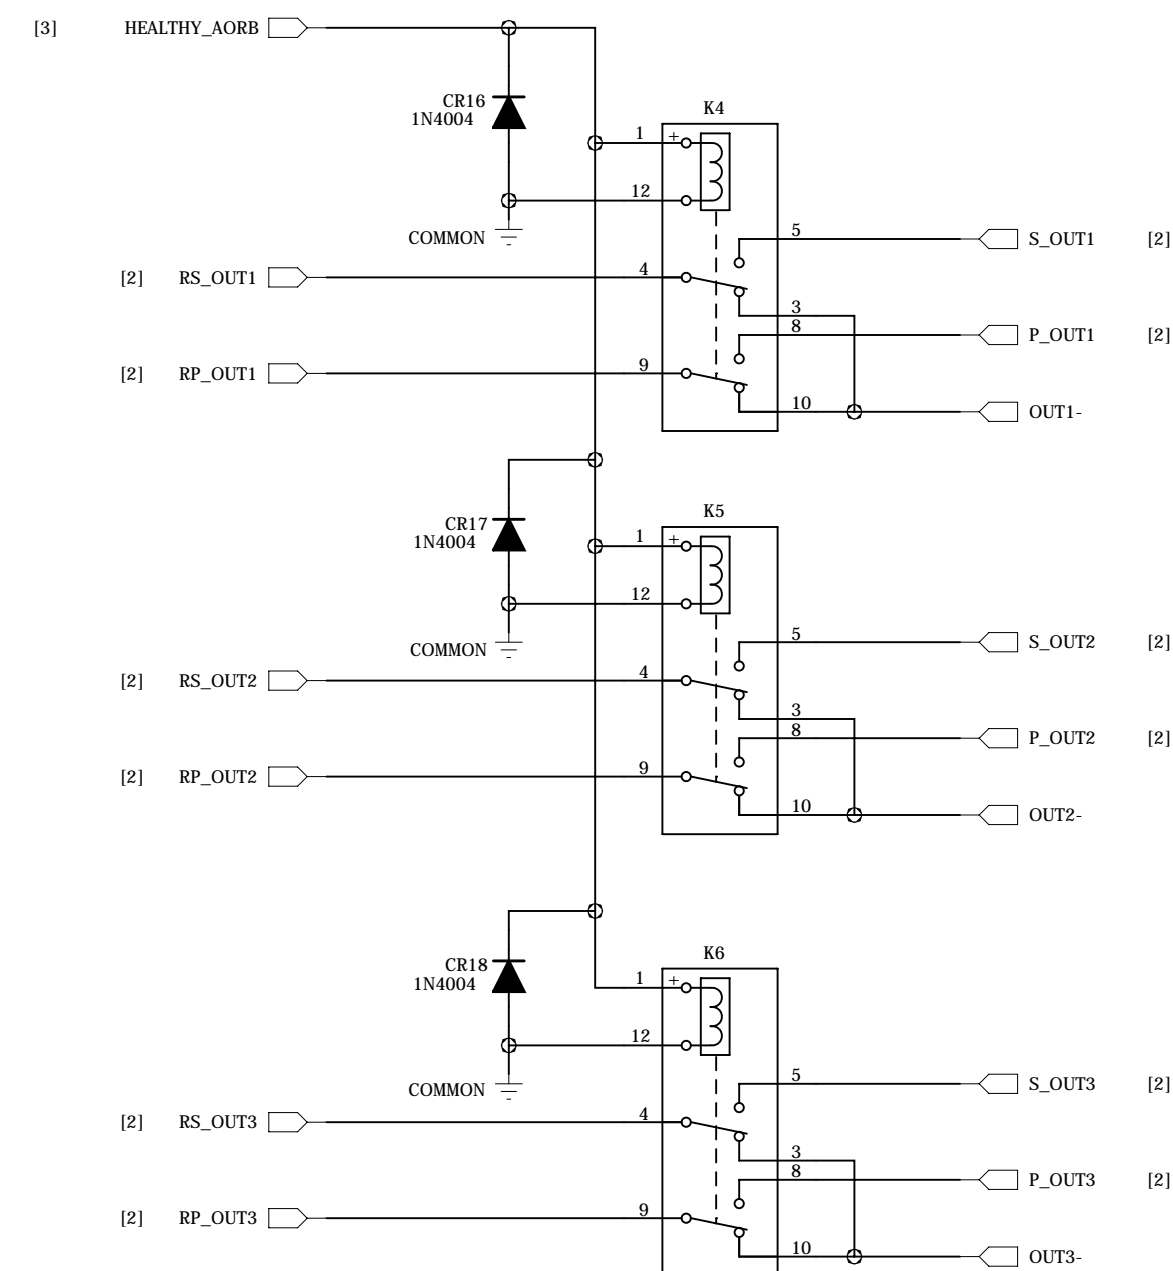 [3] HEALTHY_AORB
CR16
1N4004
K4
1 +
12
COMMON
5 S_OUT1 [2]
[2] RS_OUT1 4
3
8 P_OUT1 [2]
[2] RP_OUT1 9
10 OUT1-
CR17
1N4004
K5
1 +
12
COMMON
5 S_OUT2 [2]
[2] RS_OUT2 4
3
8 P_OUT2 [2]
[2] RP_OUT2 9
10 OUT2-
CR18
1N4004
K6
1 +
12
COMMON
5 S_OUT3 [2]
[2] RS_OUT3 4
3
8 P_OUT3 [2]
[2] RP_OUT3 9
10 OUT3-